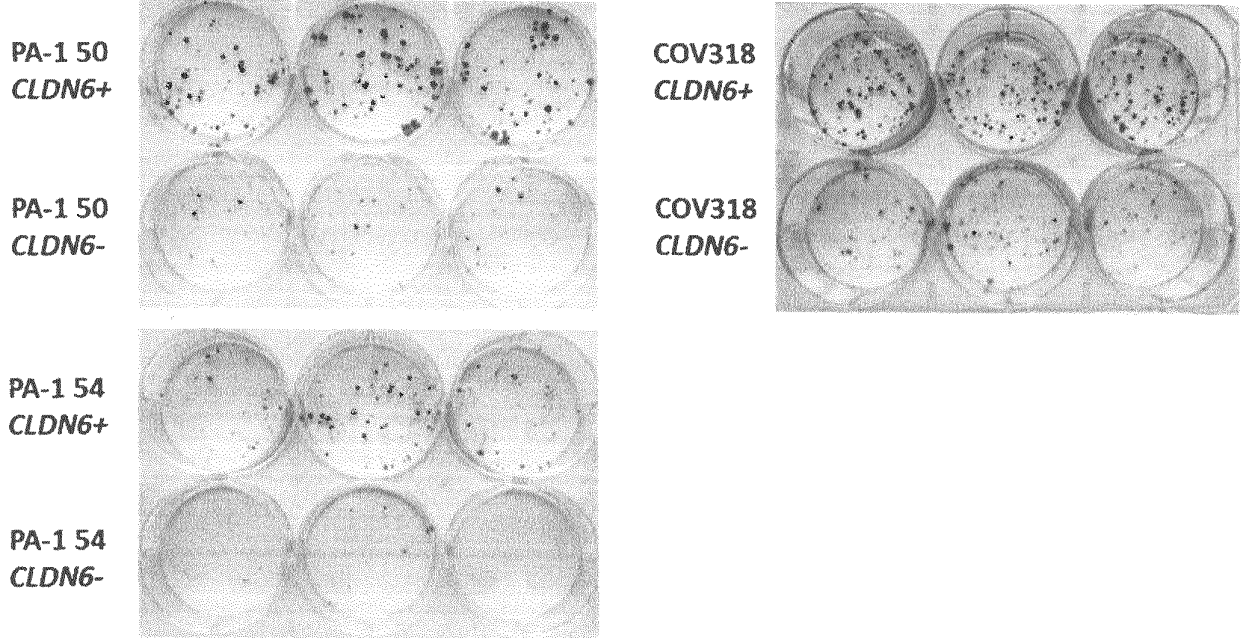 PA-1 50
CLDN6+
PA-1 50
CLDN6-
PA-1 54
CLDN6+
PA-1 54
CLDN6-
COV318
CLDN6+
COV318
CLDN6-